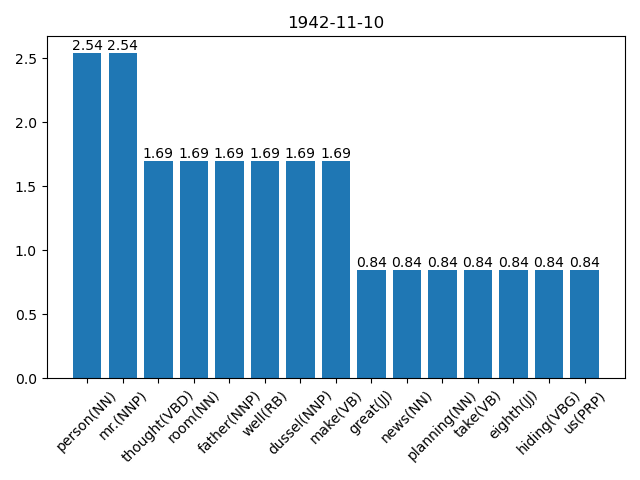 1942-11-10
2.54 2.54
1.69 1.69 1.69 1.69 1.69 1.69
0.84 0.84 0.84 0.84 0.84 0.84 0.84
2.5
2.0
1.5
1.0
0.5
0.0
person(NN)
mr.(NNP)
thought(VBD)
room(NN)
father(NNP)
well(RB)
dussel(NNP)
make(VB)
great(JJ)
news(NN)
planning(NN)
take(VB)
eighth(JJ)
hiding(VBG)
us(PRP)